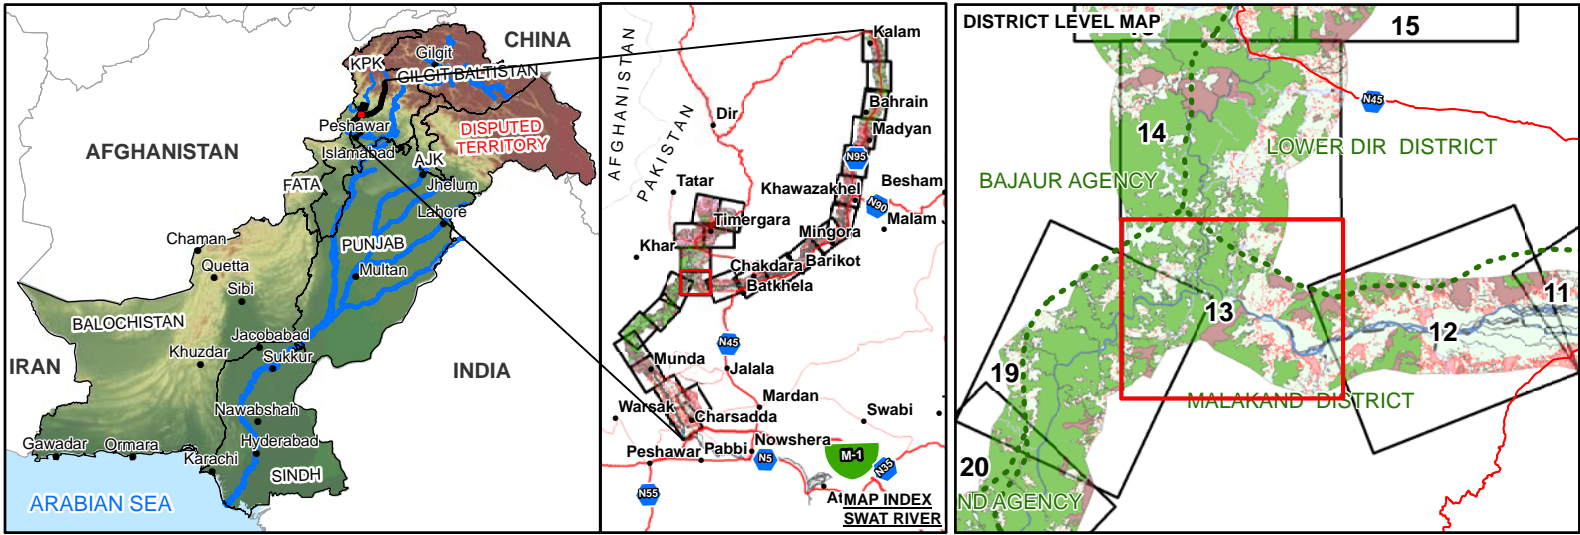 CHINA
Gilgit
KPK
GILGIT BALTISTAN
Peshawar
DISPUTED
TERRITORY
AFGHANISTAN
Islamabad
AJK
FATA
Jhelum
Lahore
Chaman
PUNJAB
Quetta
Multan
Sibi
BALOCHISTAN
Jacobabad
Khuzdar
Sukkur
IRAN
INDIA
Nawabshah
Gawadar
Ormara
Hyderabad
Karachi
SINDH
ARABIAN SEA
AFGHANISTAN
PAKISTAN
Kalam
Dir
Bahrain
Madyan
N95
Tatar
Khawazakhel
Besham
N90
Malam
Timergara
Mingora
Khar
Barikot
Chakdara
Batkhela
N45
Munda
Jalala
Mardan
Warsak
Swabi
Charsadda
Nowshera
Peshawar
Pabbi
N5
M-1
N35
N55
MAP INDEX
SWAT RIVER
DISTRICT LEVEL MAP
15
N45
14
LOWER DIR DISTRICT
BAJAUR AGENCY
13
11
12
19
MALAKAND DISTRICT
20
ND AGENCY